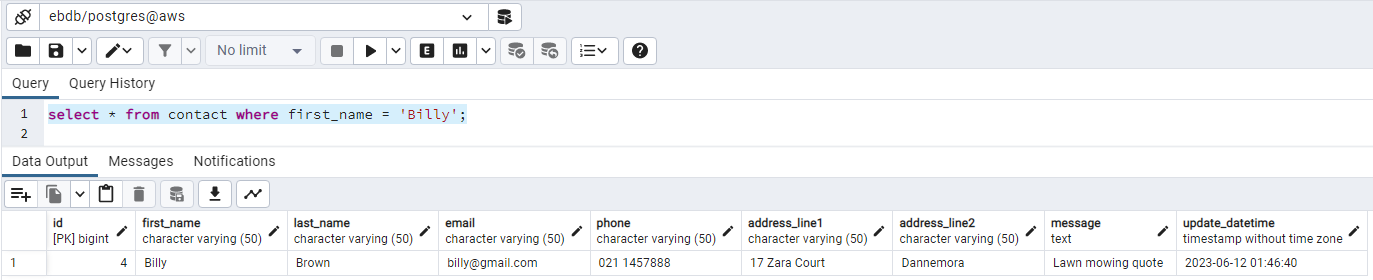 ebdb/postgres@aws
No limit
E
Query Query History
1 select * from contact where first_name = 'Billy';
2
Data Output Messages Notifications
id first_name last_name email phone address_line1 address_line2 message update_datetime
[PK] bigint character varying (50) character varying (50) character varying (50) character varying (50) character varying (50) character varying (50) text timestamp without time zone
1 4 Billy Brown billy@gmail.com 021 1457888 17 Zara Court Dannemora Lawn mowing quote 2023-06-12 01:46:40